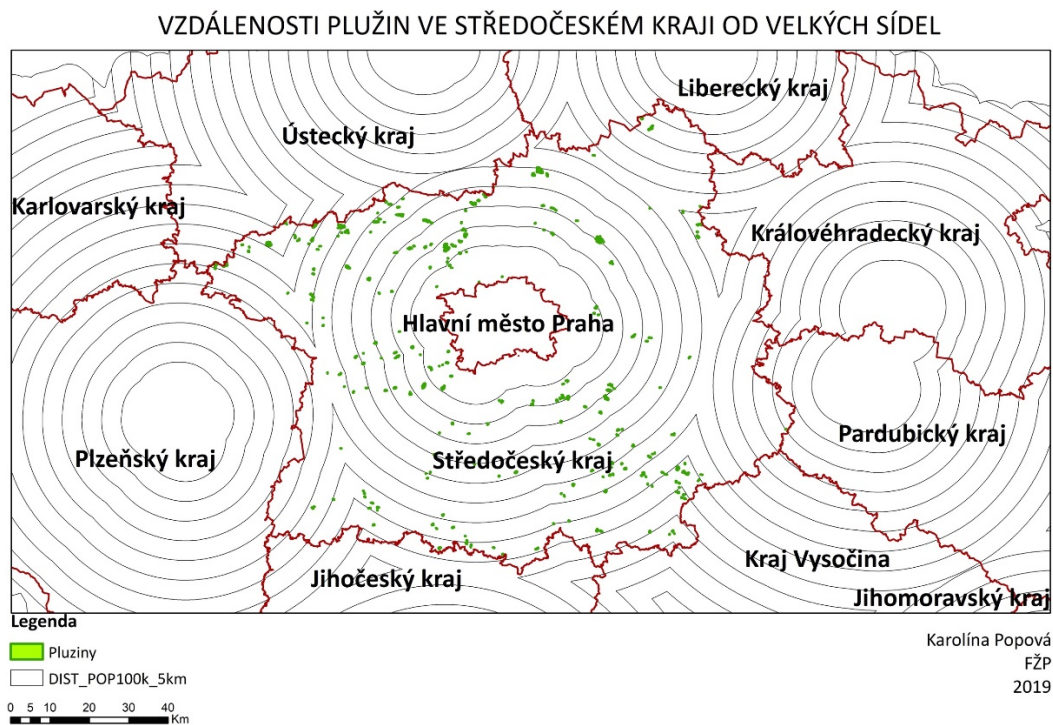 VZDÁLENOSTI PLUŽIN VE STŘEDOČESKÉM KRAJI OD VELKÝCH SÍDEL
Liberecký kraj
Ústecký kraj
Karlovarský kraj
Královéhradecký kraj
Hlavní město Praha
Pardubický kraj
Plzeňský kraj
Středočeský kraj
Kraj Vysočina
Jihočeský kraj
Jihomoravský kraj
Legenda
Pluziny
DIST_POP100k_5km
0 5 10 20 30 40
Km
Karolína Popová
FŽP
2019